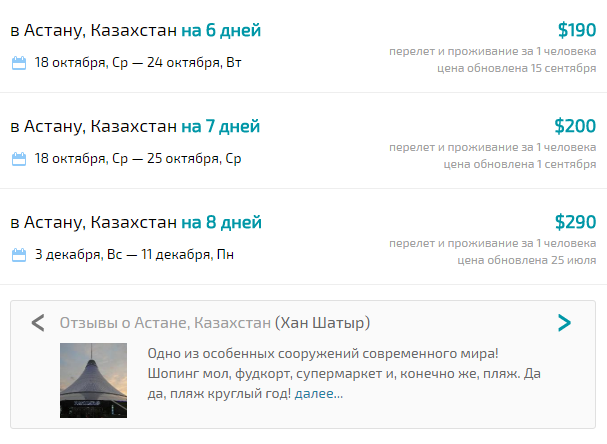 в Астану, Казахстан на 6 дней
$190
18 октября, Ср — 24 октября, Вт
перелет и проживание за 1 человека
цена обновлена 15 сентября
в Астану, Казахстан на 7 дней
$200
18 октября, Ср — 25 октября, Ср
перелет и проживание за 1 человека
цена обновлена 1 сентября
в Астану, Казахстан на 8 дней
$290
3 декабря, Вс — 11 декабря, Пн
перелет и проживание за 1 человека
цена обновлена 25 июля
< Отзывы о Астане, Казахстан (Хан Шатыр) >
Одно из особенных сооружений современного мира!
Шопинг мол, фудкорт, супермаркет и, конечно же, пляж. Да
да, пляж круглый год! далее...